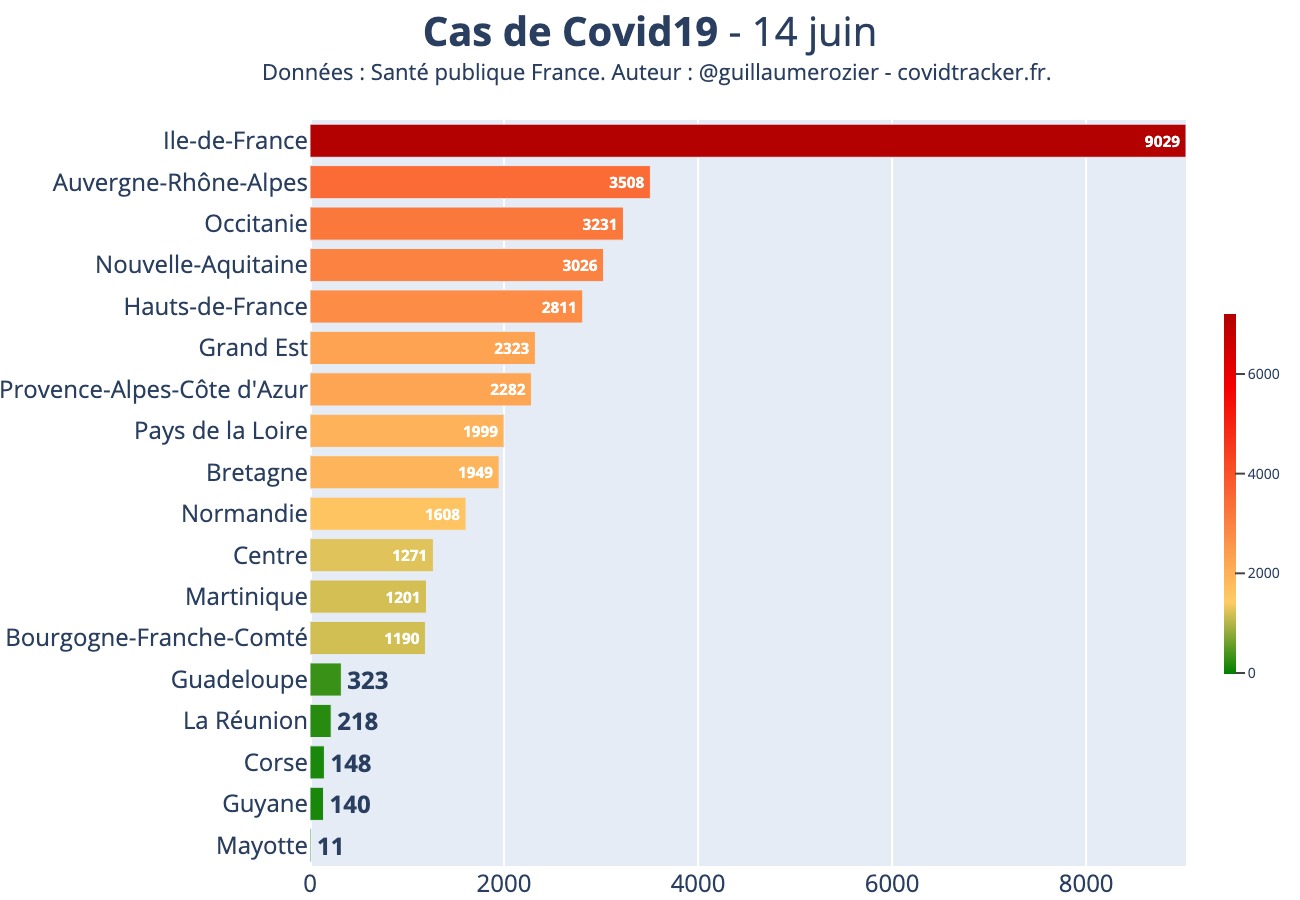 Cas de Covid19 - 14 juin
Données : Santé publique France. Auteur : @guillaumerozier - covidtracker.fr.
Ile-de-France 9029
Auvergne-Rhône-Alpes 3508
Occitanie 3231
Nouvelle-Aquitaine 3026
Hauts-de-France 2811
Grand Est 2323
Provence-Alpes-Côte d'Azur 2282
Pays de la Loire 1999
Bretagne 1949
Normandie 1608
Centre 1271
Martinique 1201
Bourgogne-Franche-Comté 1190
Guadeloupe 323
La Réunion 218
Corse 148
Guyane 140
Mayotte 11
0 2000 4000 6000 8000
6000
4000
2000
0